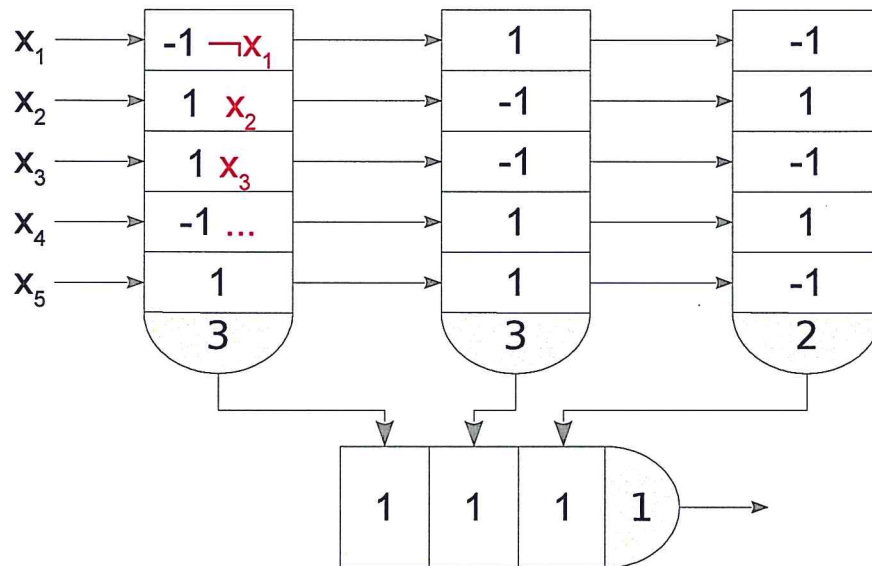 x₁ -1 ¬x₁ 1 -1
x₂ 1 x₂ -1 1
x₃ 1 x₃ -1 -1
x₄ -1 ... 1 1
x₅ 1 1 -1
3 3 2
1 1 1 1